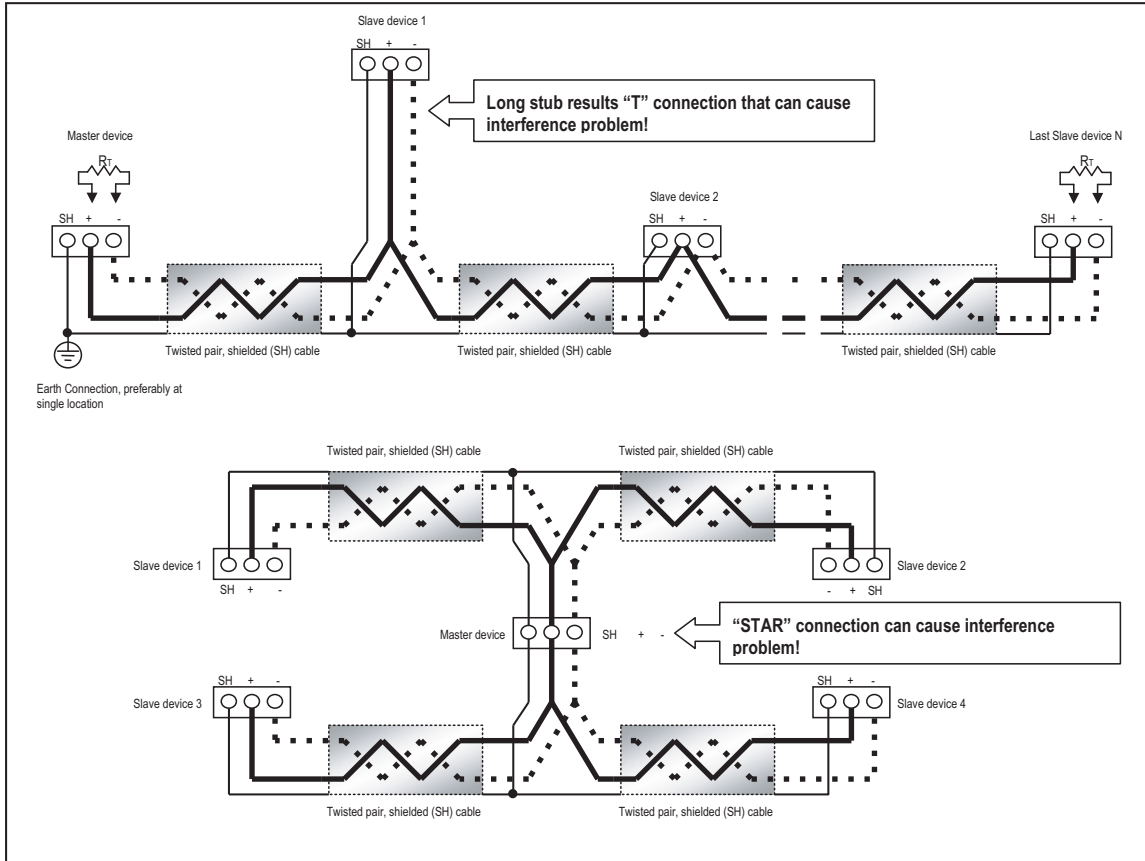 Slave device 1
SH + -
Long stub results “T” connection that can cause
interference problem!
Master device
RT
SH + -
Last Slave device N
RT
SH + -
Slave device 2
SH + -
Twisted pair, shielded (SH) cable
Twisted pair, shielded (SH) cable
Twisted pair, shielded (SH) cable
Earth Connection, preferably at
single location
Twisted pair, shielded (SH) cable
Twisted pair, shielded (SH) cable
Slave device 1
SH + -
Slave device 2
- + SH
Master device
SH + -
“STAR” connection can cause interference
problem!
SH + -
Slave device 3
SH + -
Slave device 4
Twisted pair, shielded (SH) cable
Twisted pair, shielded (SH) cable